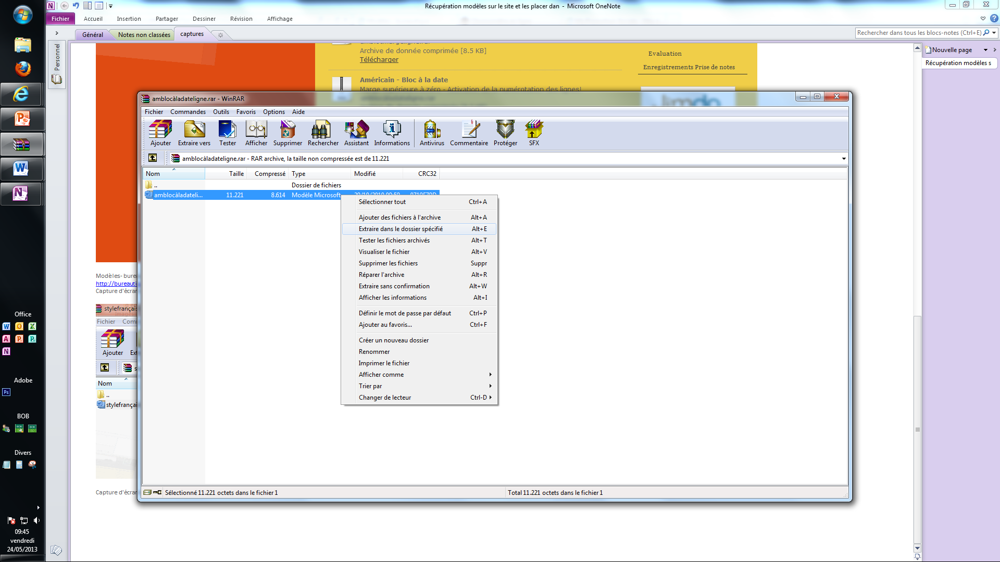 Récupération modèles sur le site et les placer dan - Microsoft OneNote
Fichier Accueil Insertion Partager Dessiner Révision Affichage
Général Notes non classées captures
Rechercher dans tous les blocs-notes (Ctrl+E)
Personnel
Nouvelle page
Récupération modèles s
Archive de donnée comprimée [8.5 KB]
Télécharger
Américain - Bloc à la date
Marge supérieure à zéro - Activation de la numérotation des lignes!
Evaluation
Enregistrements Prise de notes
amblocàladateligne.rar - WinRAR
Fichier Commandes Outils Favoris Options Aide
Ajouter Extraire vers Tester Afficher Supprimer Rechercher Assistant Informations Antivirus Commentaire Protéger SFX
amblocàladateligne.rar - RAR archive, la taille non compressée est de 11.221
Nom Taille Compressé Type Modifié CRC32
.. Dossier de fichiers
amblocàladateli... 11.221 8.614 Modèle Microsoft
Sélectionner tout Ctrl+A
Ajouter des fichiers à l'archive Alt+A
Extraire dans le dossier spécifié Alt+E
Tester les fichiers archivés Alt+T
Visualiser le fichier Alt+V
Supprimer les fichiers Suppr
Réparer l'archive Alt+R
Extraire sans confirmation Alt+W
Afficher les informations Alt+I
Définir le mot de passe par défaut Ctrl+P
Ajouter au favoris... Ctrl+F
Créer un nouveau dossier
Renommer
Imprimer le fichier
Afficher comme
Trier par
Changer de lecteur Ctrl-D
Sélectionné 11.221 octets dans le fichier 1
Total 11.221 octets dans le fichier 1
Modèles- burea
http://bureauti
Capture d'écran
stylefrançais
Fichier Com
Ajouter Ext
Nom
..
stylefrançai
Capture d'écran
Office
Adobe
Ps
BOB
Divers
09:45
vendredi
24/05/2013